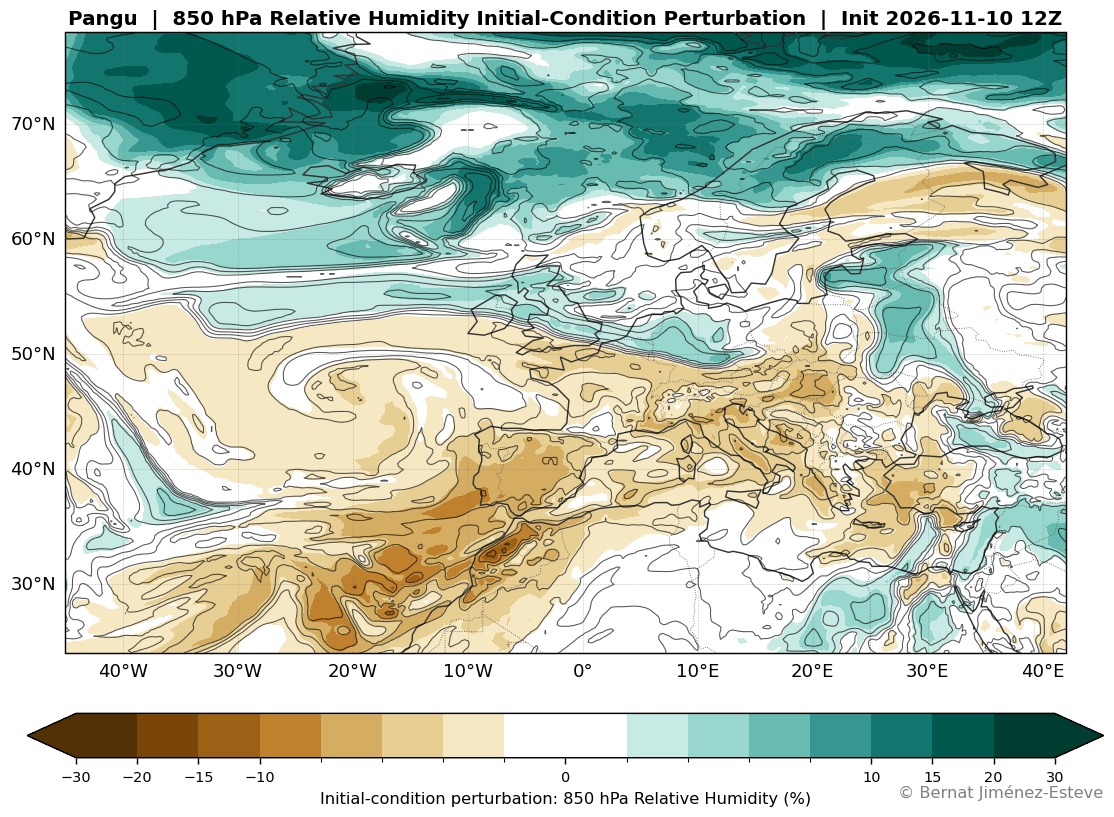 Pangu | 850 hPa Relative Humidity Initial-Condition Perturbation | Init 2026-11-10 12Z
70°N
60°N
50°N
40°N
30°N
40°W 30°W 20°W 10°W 0° 10°E 20°E 30°E 40°E
−30 −20 −15 −10 0 10 15 20 30
Initial-condition perturbation: 850 hPa Relative Humidity (%)
© Bernat Jiménez-Esteve